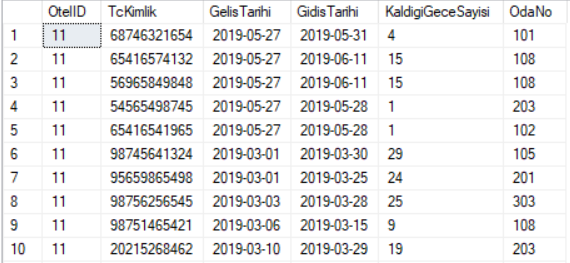 OtelID TcKimlik GelisTarihi GidisTarihi KaldigiGeceSayisi OdaNo
1 11 68746321654 2019-05-27 2019-05-31 4 101
2 11 65416574132 2019-05-27 2019-06-11 15 108
3 11 56965849848 2019-05-27 2019-06-11 15 108
4 11 54565498745 2019-05-27 2019-05-28 1 203
5 11 65416541965 2019-05-27 2019-05-28 1 102
6 11 98745641324 2019-03-01 2019-03-30 29 105
7 11 95659865498 2019-03-01 2019-03-25 24 201
8 11 98756256545 2019-03-03 2019-03-28 25 303
9 11 98751465421 2019-03-06 2019-03-15 9 108
10 11 20215268462 2019-03-10 2019-03-29 19 203